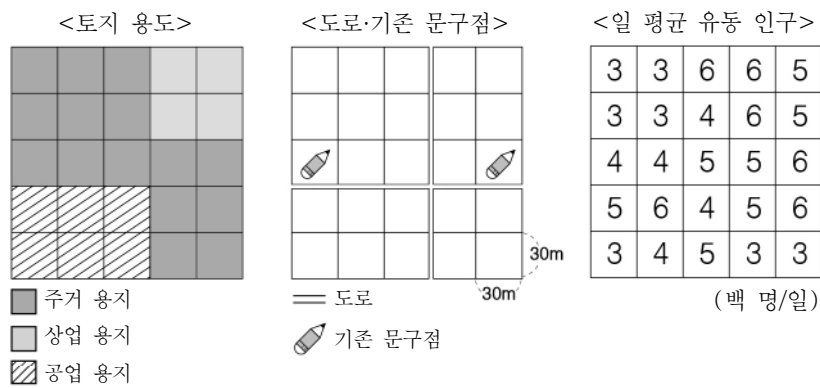 <토지 용도>
<도로·기존 문구점>
<일 평균 유동 인구>
3 3 6 6 5
3 3 4 6 5
4 4 5 5 6
5 6 4 5 6
3 4 5 3 3
30m
30m
주거 용지
상업 용지
공업 용지
도로
기존 문구점
(백 명/일)